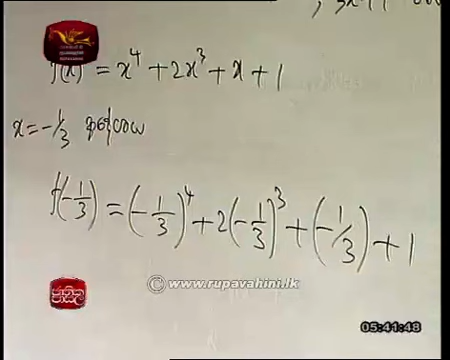 f(x) = x⁴ + 2x³ + x + 1
x = -1/3
f(-1/3) = (-1/3)⁴ + 2(-1/3)³ + (-1/3) + 1
© www.rupavahini.lk
05:41:48